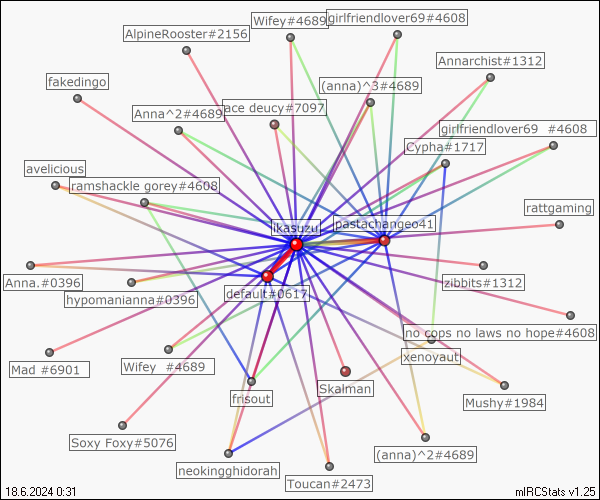 Wifey#4689
girlfriendlover69#4608
AlpineRooster#2156
Annarchist#1312
fakedingo
(anna)^3#4689
Anna^2#4689
ace deucy#7097
girlfriendlover69 #4608
Cypha#1717
avelicious
ramshackle gorey#4608
rattgaming
ikasuzu
pastachangeo41
Anna.#0396
zibbits#1312
hypomanianna#0396
default#0617
no cops no laws no hope#4608
xenoyaut
Mad #6901
Wifey #4689
Skalman
frisout
Mushy#1984
Soxy Foxy#5076
(anna)^2#4689
neokingghidorah
Toucan#2473
18.6.2024 0:31
mIRCStats v1.25